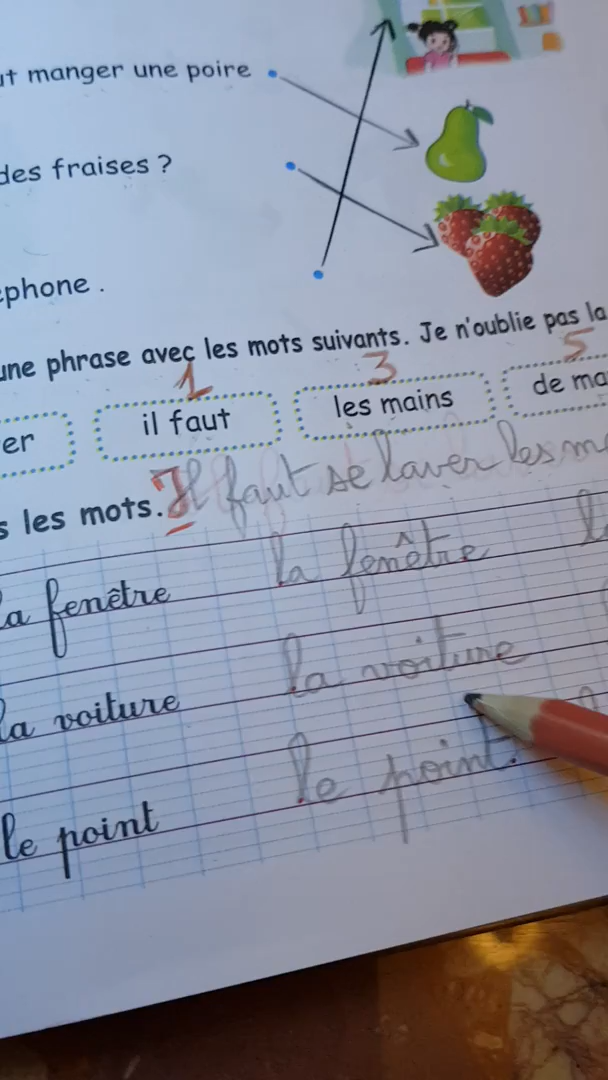 manger une poire
des fraises ?
phone .
une phrase avec les mots suivants. Je n'oublie pas la
1 3 5
er il faut les mains de ma
s les mots. Il faut se laver les m
la fenêtre la fenêtre
la voiture la voiture
le point le point.